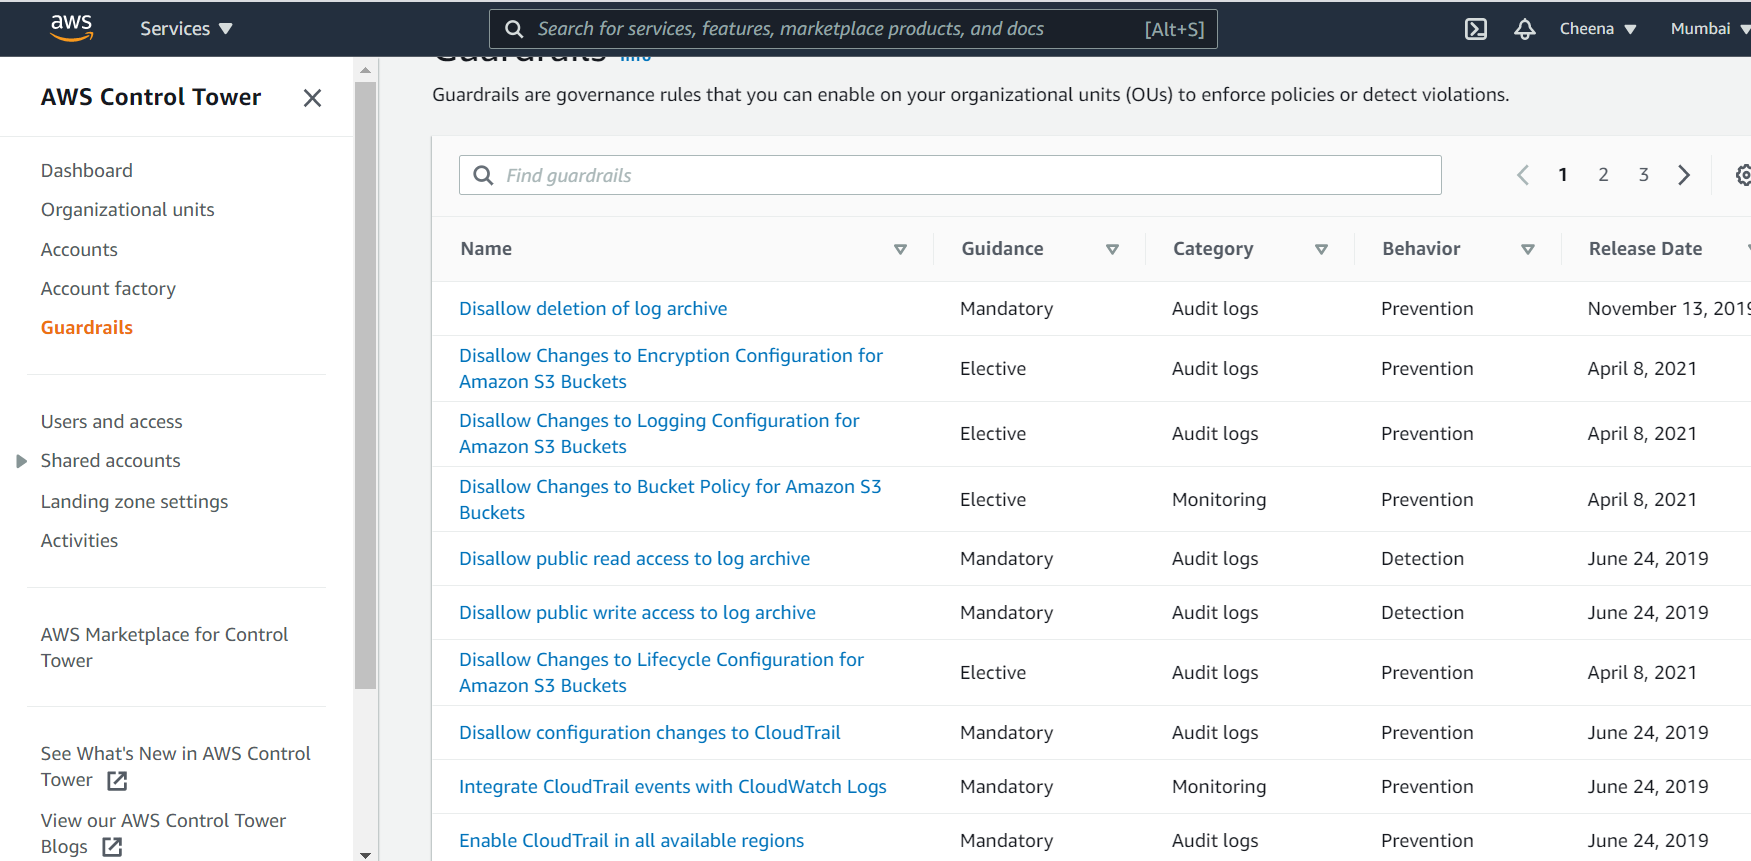 aws Services Search for services, features, marketplace products, and docs [Alt+S] Cheena Mumbai
AWS Control Tower
Dashboard
Organizational units
Accounts
Account factory
Guardrails
Users and access
Shared accounts
Landing zone settings
Activities
AWS Marketplace for Control
Tower
See What's New in AWS Control
Tower
View our AWS Control Tower
Blogs
Guardrails Info
Guardrails are governance rules that you can enable on your organizational units (OUs) to enforce policies or detect violations.
Find guardrails 1 2 3
Name Guidance Category Behavior Release Date
Disallow deletion of log archive Mandatory Audit logs Prevention November 13, 2019
Disallow Changes to Encryption Configuration for
Amazon S3 Buckets Elective Audit logs Prevention April 8, 2021
Disallow Changes to Logging Configuration for
Amazon S3 Buckets Elective Audit logs Prevention April 8, 2021
Disallow Changes to Bucket Policy for Amazon S3
Buckets Elective Monitoring Prevention April 8, 2021
Disallow public read access to log archive Mandatory Audit logs Detection June 24, 2019
Disallow public write access to log archive Mandatory Audit logs Detection June 24, 2019
Disallow Changes to Lifecycle Configuration for
Amazon S3 Buckets Elective Audit logs Prevention April 8, 2021
Disallow configuration changes to CloudTrail Mandatory Audit logs Prevention June 24, 2019
Integrate CloudTrail events with CloudWatch Logs Mandatory Monitoring Prevention June 24, 2019
Enable CloudTrail in all available regions Mandatory Audit logs Prevention June 24, 2019